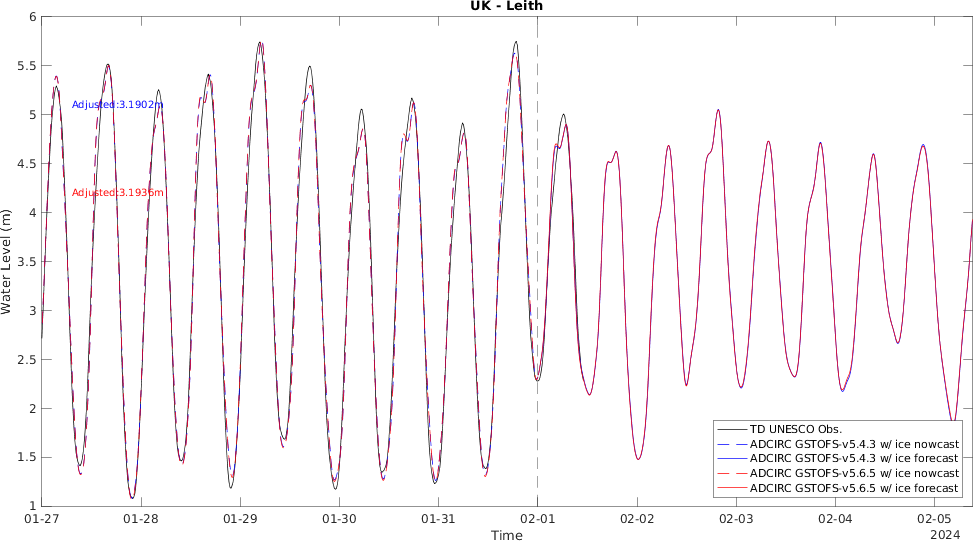 UK - Leith
6
5.5
5
4.5
4
3.5
3
2.5
2
1.5
1
Water Level (m)
Adjusted:3.1902m
Adjusted:3.1936m
TD UNESCO Obs.
ADCIRC GSTOFS-v5.4.3 w/ ice nowcast
ADCIRC GSTOFS-v5.4.3 w/ ice forecast
ADCIRC GSTOFS-v5.6.5 w/ ice nowcast
ADCIRC GSTOFS-v5.6.5 w/ ice forecast
01-27 01-28 01-29 01-30 01-31 02-01 02-02 02-03 02-04 02-05
Time 2024